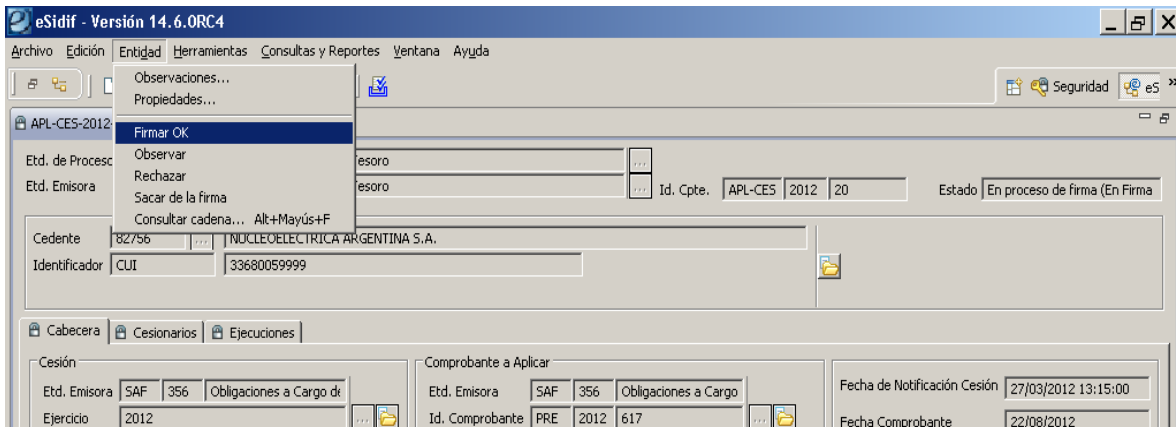 eSidif - Versión 14.6.0RC4
Archivo Edición Entidad Herramientas Consultas y Reportes Ventana Ayuda
Observaciones...
Propiedades...
Seguridad eS
APL-CES-2012-
Firmar OK
Observar
Rechazar
Sacar de la firma
Consultar cadena... Alt+Mayús+F
Etd. de Proceso esoro
Etd. Emisora esoro Id. Cpte. APL-CES 2012 20 Estado En proceso de firma (En Firma
Cedente 82756 ... NUCLEOELECTRICA ARGENTINA S.A.
Identificador CUI 33680059999
Cabecera Cesionarios Ejecuciones
Cesión Comprobante a Aplicar
Etd. Emisora SAF 356 Obligaciones a Cargo de Etd. Emisora SAF 356 Obligaciones a Cargo Fecha de Notificación Cesión 27/03/2012 13:15:00
Ejercicio 2012 ... Id. Comprobante PRE 2012 617 ... Fecha Comprobante 22/08/2012